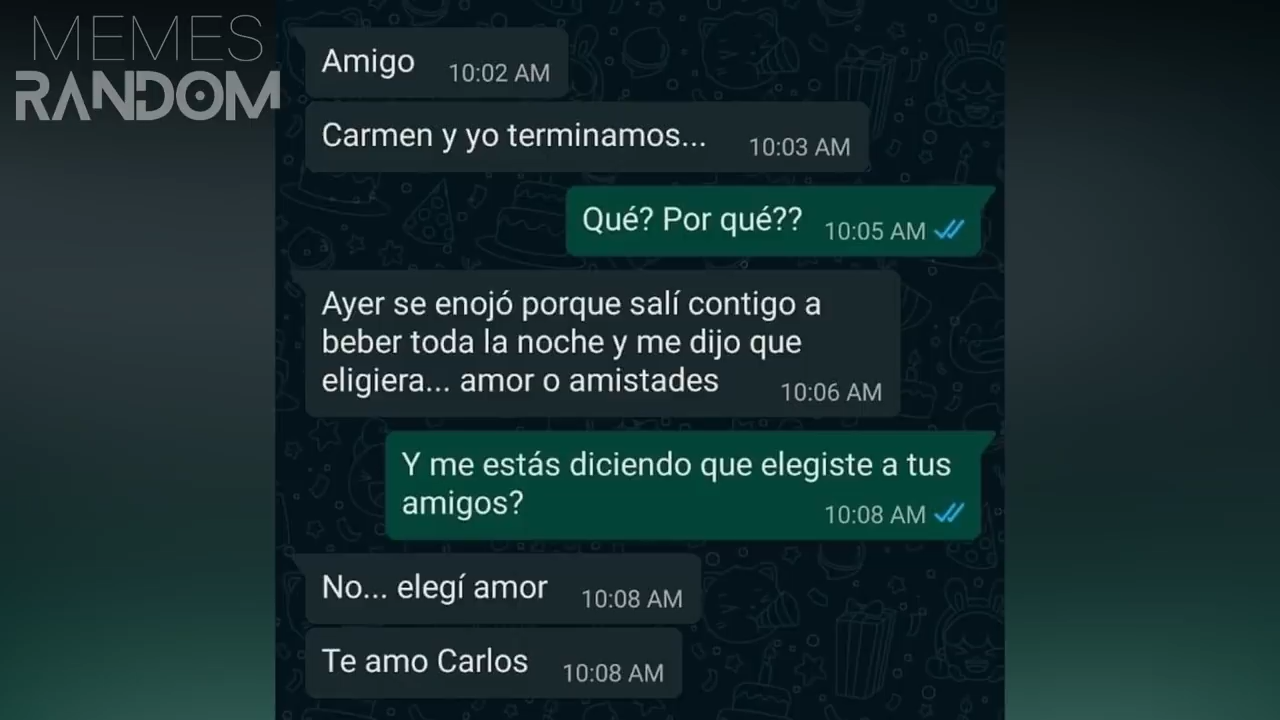 MEMES
RANDOM
Amigo 10:02 AM
Carmen y yo terminamos... 10:03 AM
Qué? Por qué?? 10:05 AM
Ayer se enojó porque salí contigo a
beber toda la noche y me dijo que
eligiera... amor o amistades 10:06 AM
Y me estás diciendo que elegiste a tus
amigos? 10:08 AM
No... elegí amor 10:08 AM
Te amo Carlos 10:08 AM